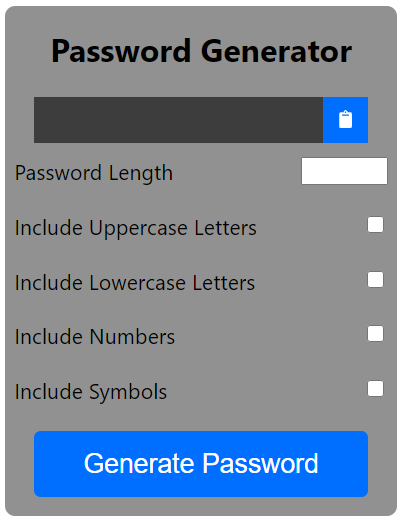 Password Generator
Password Length
Include Uppercase Letters
Include Lowercase Letters
Include Numbers
Include Symbols
Generate Password